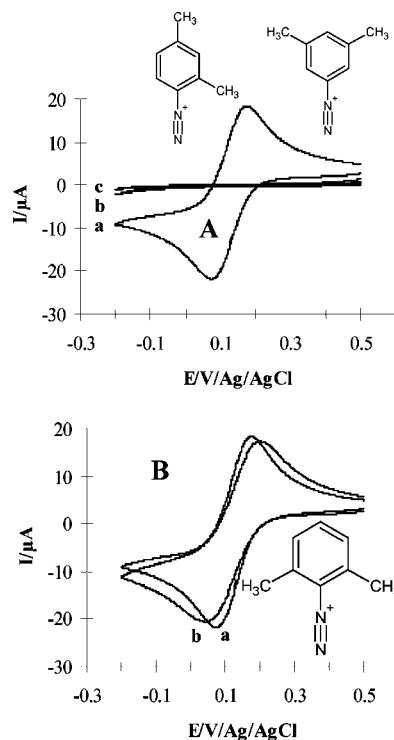 CH₃
CH₃
N⁺
N
H₃C
CH₃
N⁺
N
20
10
0
-10
-20
-30
I/µA
c
b
a
A
-0.3
-0.1
0.1
0.3
0.5
E/V/Ag/AgCl
20
10
0
-10
-20
-30
I/µA
B
b
a
H₃C
CH₃
N⁺
N
-0.3
-0.1
0.1
0.3
0.5
E/V/Ag/AgCl